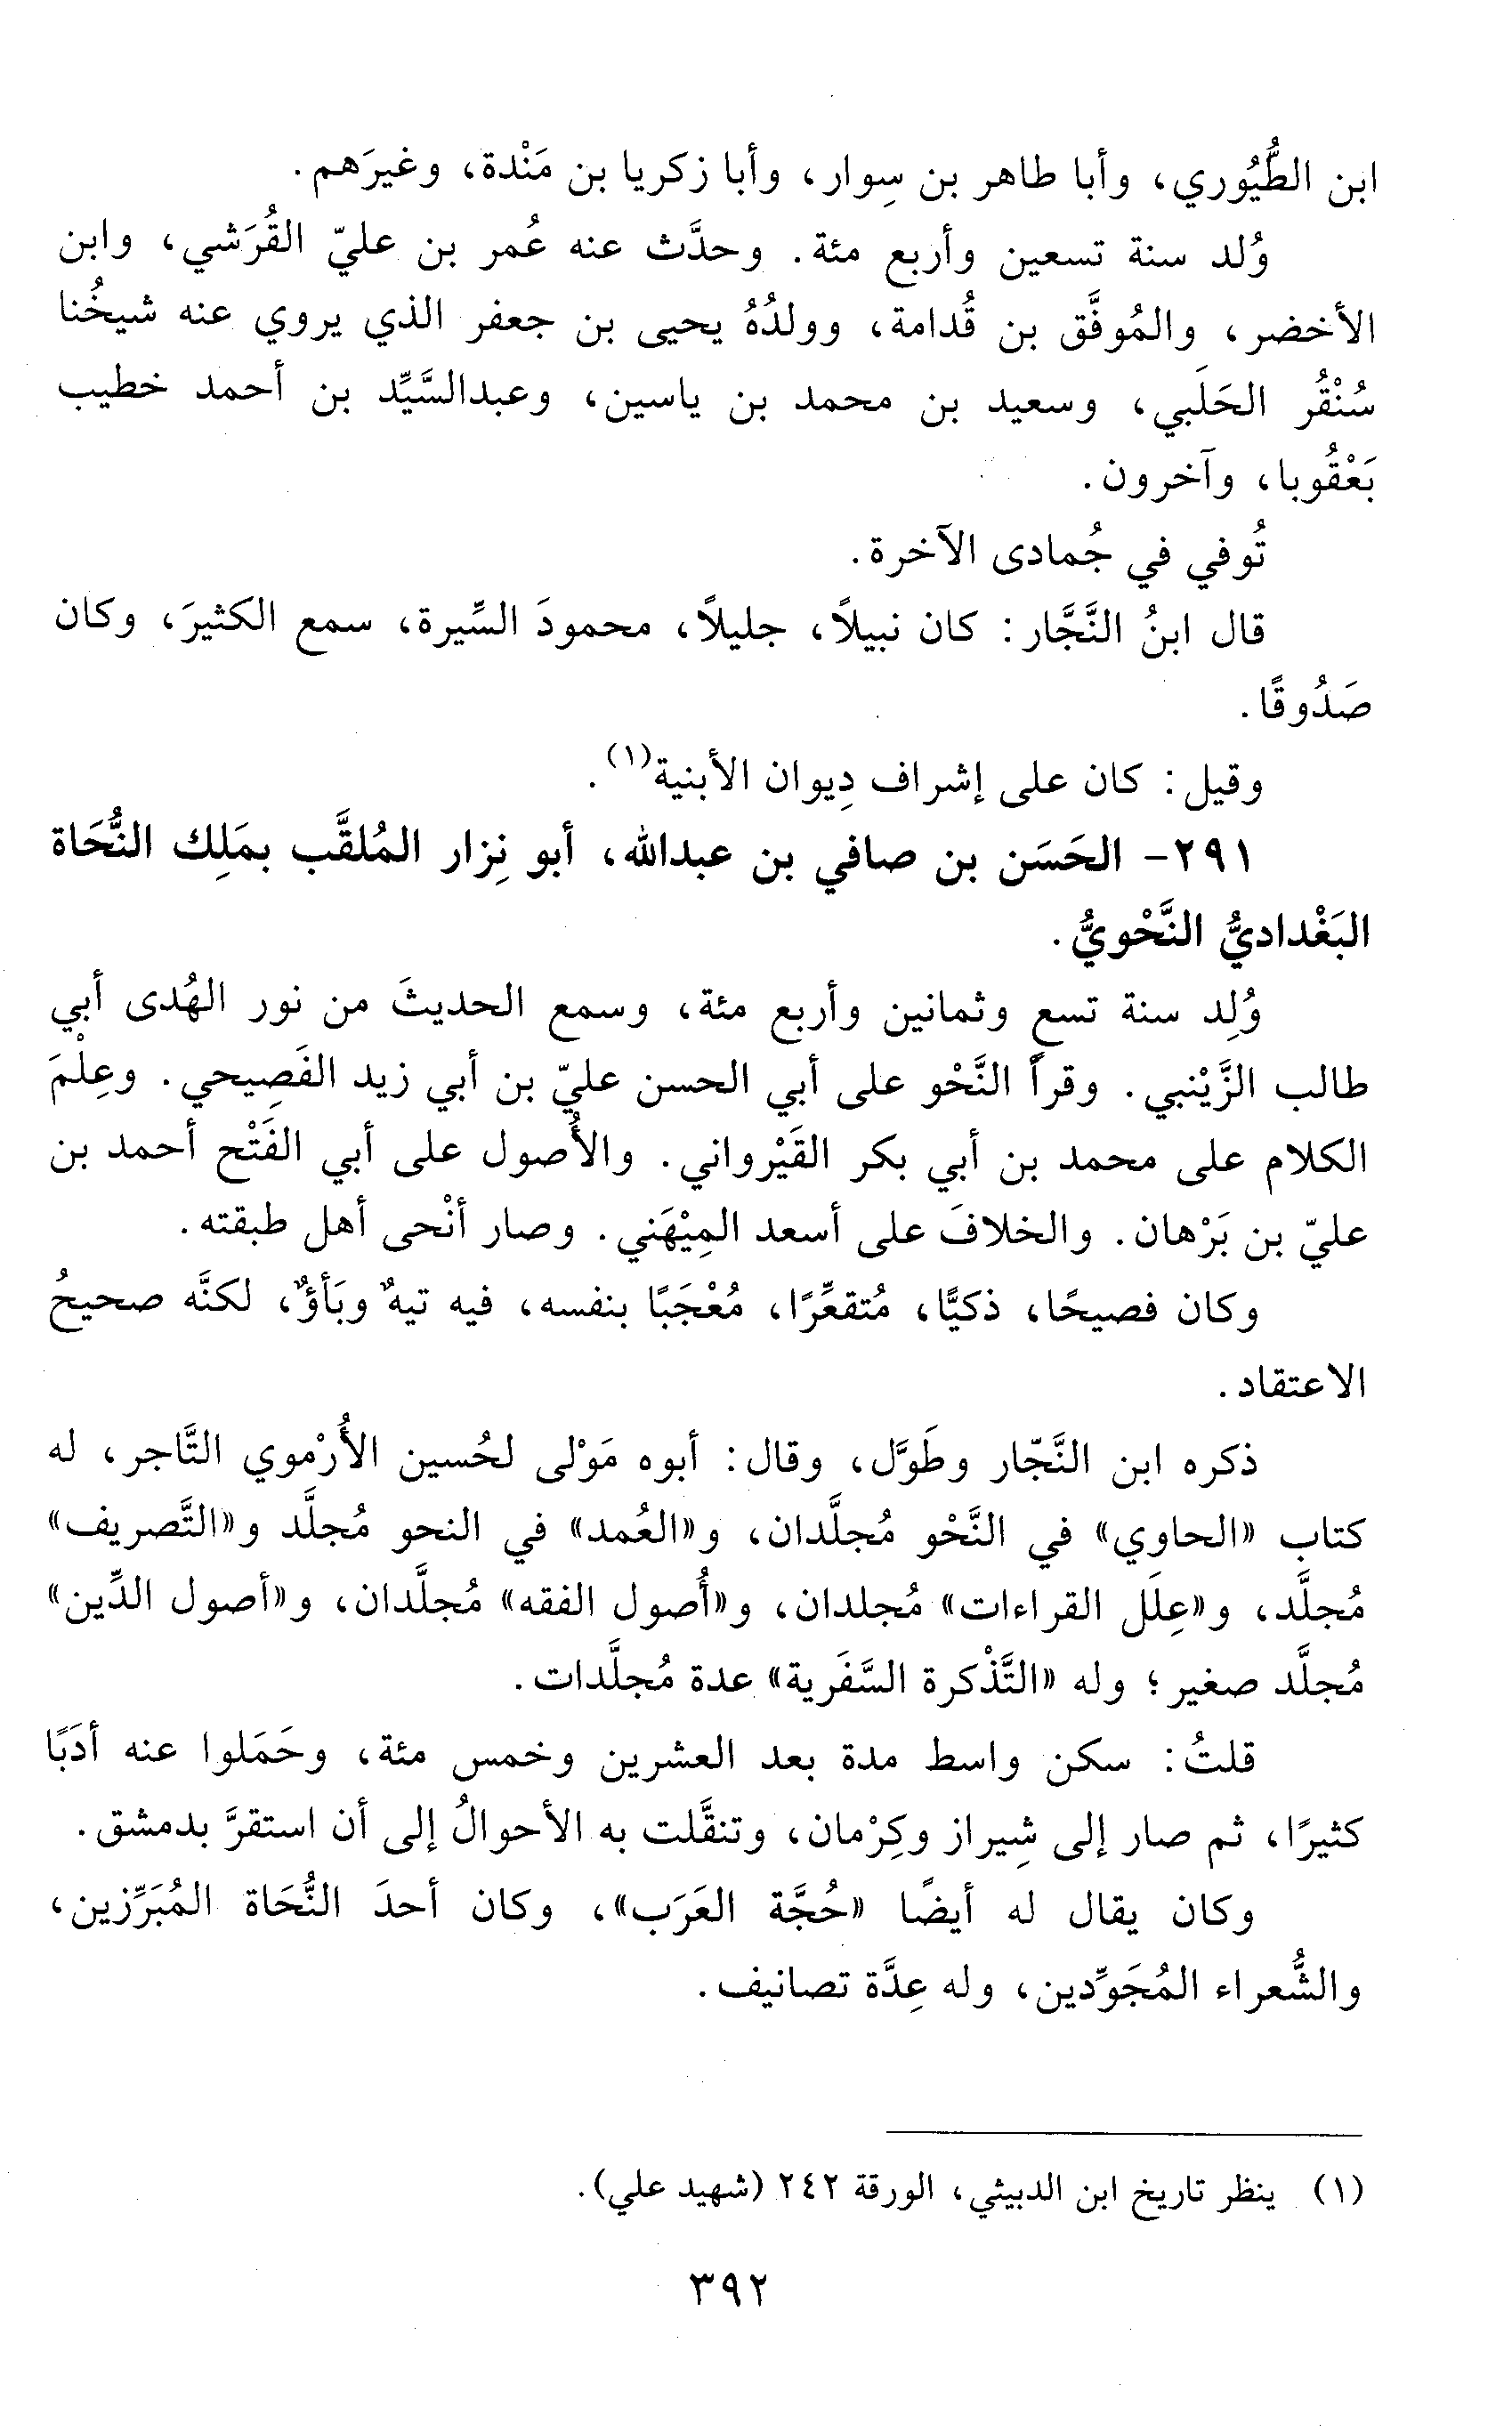 ابن الطُّيُوري، وأبا طاهر بن سِوار، وأبا زكريا بن مَنْدة، وغيرَهم.
وُلد سنة تسعين وأربع مئة. وحدَّث عنه عُمر بن عليّ القُرَشي، وابن
الأخضر، والمُوفَّق بن قُدامة، وولدُهُ يحيى بن جعفر الذي يروي عنه شيخُنا
سُنْقُر الحَلَبي، وسعيد بن محمد بن ياسين، وعبدالسَّيِّد بن أحمد خطيب
بَعْقُوبا، وآخرون.
تُوفي في جُمادى الآخرة.
قال ابنُ النَّجَّار: كان نبيلاً، جليلاً، محمودَ السِّيرة، سمع الكثيرَ، وكان
صَدُوقًا.
وقيل: كان على إشراف دِيوان الأبنية(١).
٢٩١- الحَسَن بن صافي بن عبدالله، أبو نِزار المُلقَّب بمَلِك النُّحَاة
البَغْداديُّ النَّحْويُّ.
وُلِد سنة تسع وثمانين وأربع مئة، وسمع الحديثَ من نور الهُدى أبي
طالب الزَّيْنبي. وقرأ النَّحْو على أبي الحسن عليّ بن أبي زيد الفَصِيحي. وعِلْمَ
الكلام على محمد بن أبي بكر القَيْرواني. والأُصول على أبي الفَتْح أحمد بن
عليّ بن بَرْهان. والخلافَ على أسعد المِيْهَني. وصار أنْحى أهل طبقته.
وكان فصيحًا، ذكيًّا، مُتقعِّرًا، مُعْجَبًا بنفسه، فيه تيهٌ وبَأوٌ، لكنَّه صحيحُ
الاعتقاد.
ذكره ابن النَّجّار وطَوَّل، وقال: أبوه مَوْلى لحُسين الأُرْموي التَّاجر، له
كتاب «الحاوِي» في النَّحْو مُجلَّدان، و«العُمد» في النحو مُجلَّد و«التَّصريف»
مُجلَّد، و«عِلَل القراءات» مُجلدان، و«أُصول الفقه» مُجلَّدان، و«أصول الدِّين»
مُجلَّد صغير؛ وله «التَّذْكرة السَّفَرية» عدة مُجلَّدات.
قلتُ: سكن واسط مدة بعد العشرين وخمس مئة، وحَمَلوا عنه أدَبًا
كثيرًا، ثم صار إلى شِيراز وكِرْمان، وتنقَّلت به الأحوالُ إلى أن استقرَّ بدمشق.
وكان يقال له أيضًا «حُجَّة العَرَب»، وكان أحدَ النُّحَاة المُبَرِّزين،
والشُّعراء المُجَوِّدين، وله عِدَّة تصانيف.
(١) ينظر تاريخ ابن الدبيثي، الورقة ٢٤٢ (شهيد علي).
٣٩٢